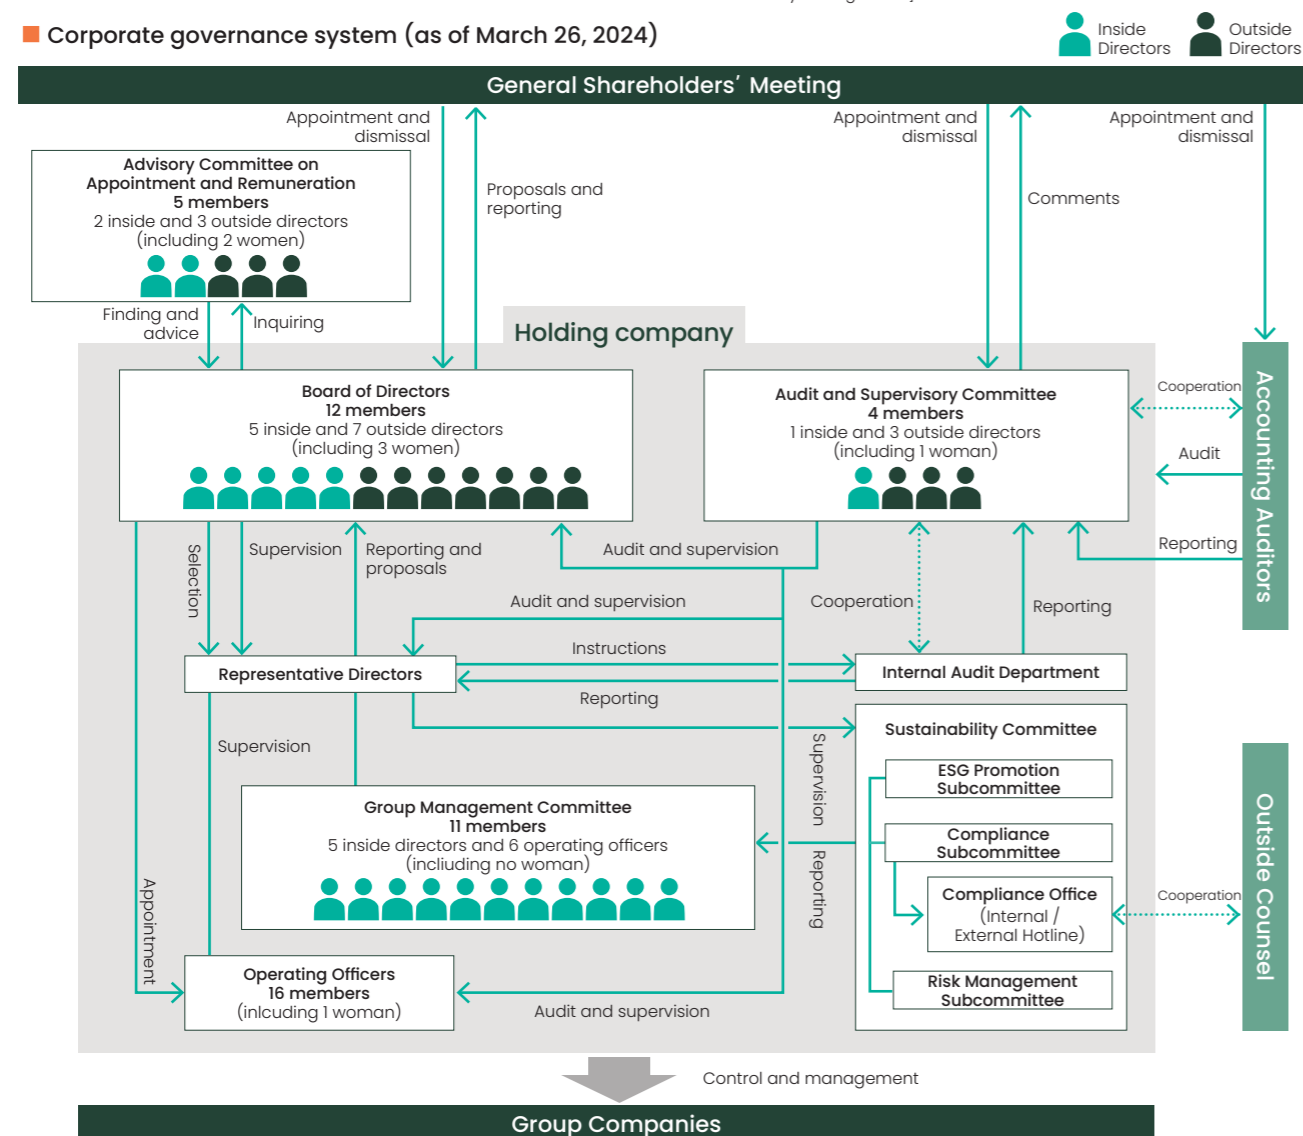 Corporate governance system (as of March 26, 2024)
Inside
Directors
Outside
Directors
General Shareholders' Meeting
Appointment and
dismissal
Proposals and
reporting
Appointment and
dismissal
Comments
Appointment and
dismissal
Advisory Committee on
Appointment and Remuneration
5 members
2 inside and 3 outside directors
(including 2 women)
Finding and
advice
Inquiring
Holding company
Board of Directors
12 members
5 inside and 7 outside directors
(including 3 women)
Audit and Supervisory Committee
4 members
1 inside and 3 outside directors
(including 1 woman)
Cooperation
Audit
Reporting
Accounting Auditors
Selection
Supervision
Reporting and
proposals
Audit and supervision
Audit and supervision
Cooperation
Reporting
Instructions
Representative Directors
Internal Audit Department
Reporting
Supervision
Supervision
Reporting
Sustainability Committee
ESG Promotion
Subcommittee
Compliance
Subcommittee
Compliance Office
(Internal /
External Hotline)
Risk Management
Subcommittee
Cooperation
Outside Counsel
Group Management Committee
11 members
5 inside directors and 6 operating officers
(including no woman)
Appointment
Operating Officers
16 members
(inlcuding 1 woman)
Audit and supervision
Control and management
Group Companies